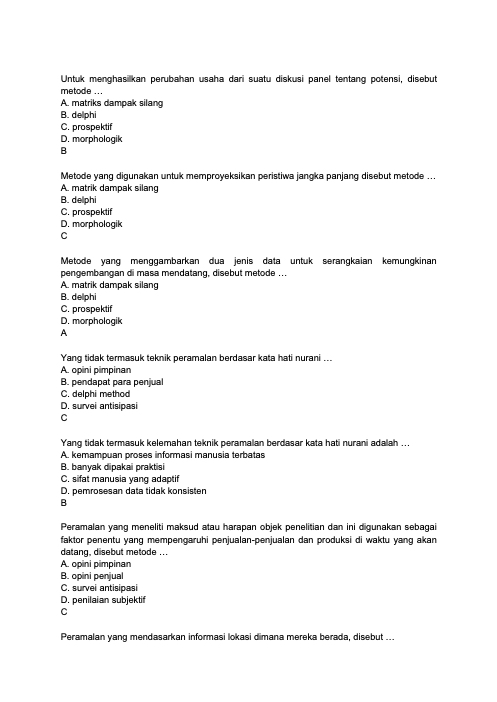 Untuk menghasilkan perubahan usaha dari suatu diskusi panel tentang potensi, disebut
metode …
A. matriks dampak silang
B. delphi
C. prospektif
D. morphologik
B
Metode yang digunakan untuk memproyeksikan peristiwa jangka panjang disebut metode …
A. matrik dampak silang
B. delphi
C. prospektif
D. morphologik
C
Metode yang menggambarkan dua jenis data untuk serangkaian kemungkinan
pengembangan di masa mendatang, disebut metode …
A. matrik dampak silang
B. delphi
C. prospektif
D. morphologik
A
Yang tidak termasuk teknik peramalan berdasar kata hati nurani …
A. opini pimpinan
B. pendapat para penjual
C. delphi method
D. survei antisipasi
C
Yang tidak termasuk kelemahan teknik peramalan berdasar kata hati nurani adalah …
A. kemampuan proses informasi manusia terbatas
B. banyak dipakai praktisi
C. sifat manusia yang adaptif
D. pemrosesan data tidak konsisten
B
Peramalan yang meneliti maksud atau harapan objek penelitian dan ini digunakan sebagai
faktor penentu yang mempengaruhi penjualan-penjualan dan produksi di waktu yang akan
datang, disebut metode …
A. opini pimpinan
B. opini penjual
C. survei antisipasi
D. penilaian subjektif
C
Peramalan yang mendasarkan informasi lokasi dimana mereka berada, disebut …